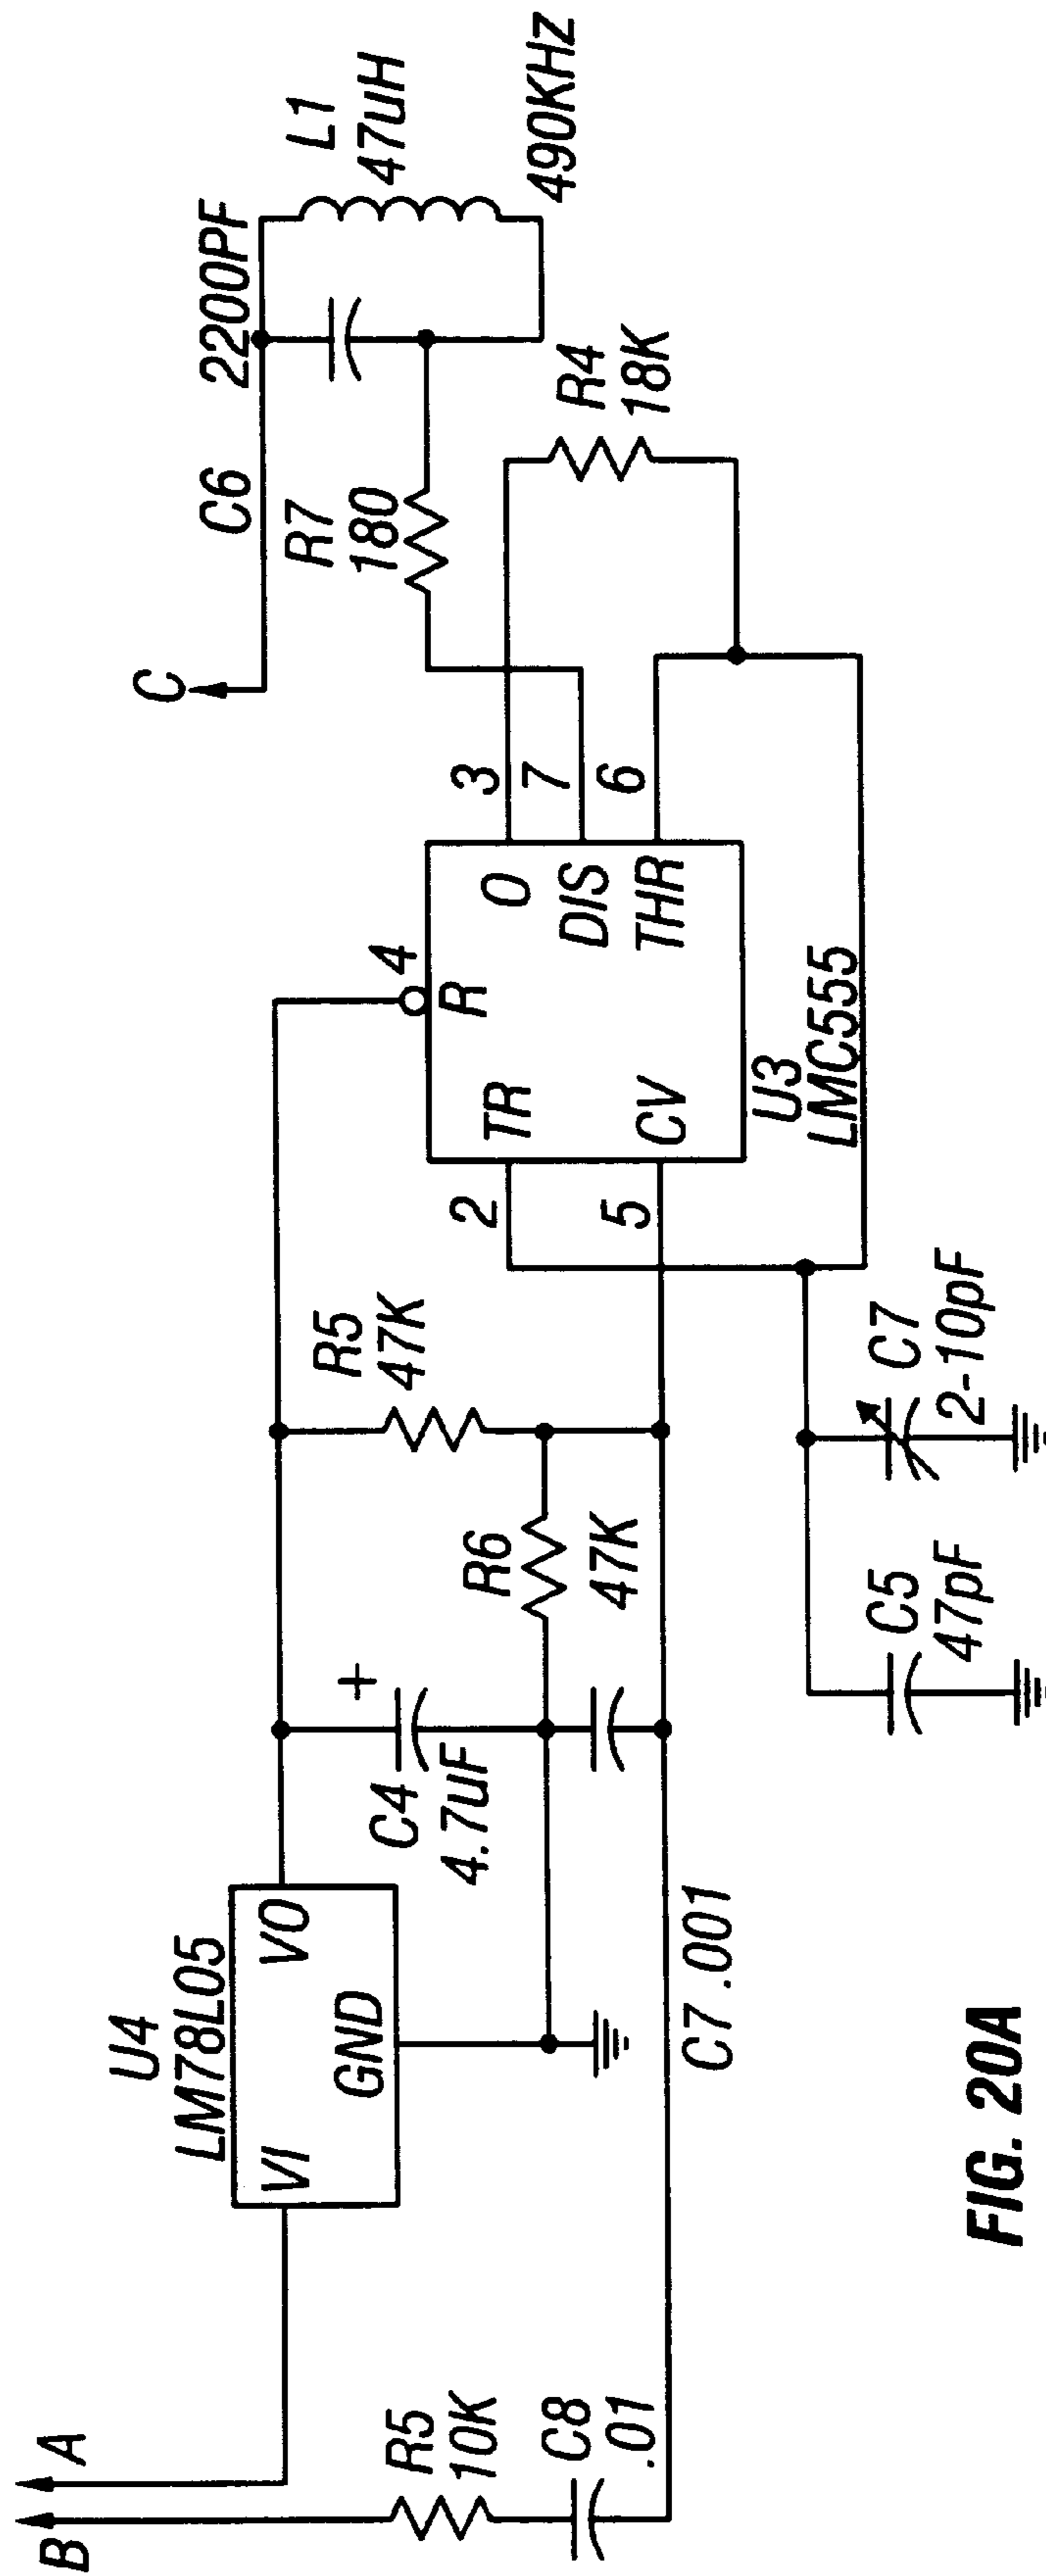 B
A
R5
10K
C8
.01
U4
LM78L05
VI
VO
GND
C4
4.7uF
+
C7 .001
R6
47K
R5
47K
C5
47pF
C7
2-10pF
2
5
4
TR
R
CV
O
DIS
THR
U3
LMC555
3
7
6
C
C6
2200PF
R7
180
R4
18K
L1
47uH
490KHz
FIG. 20A